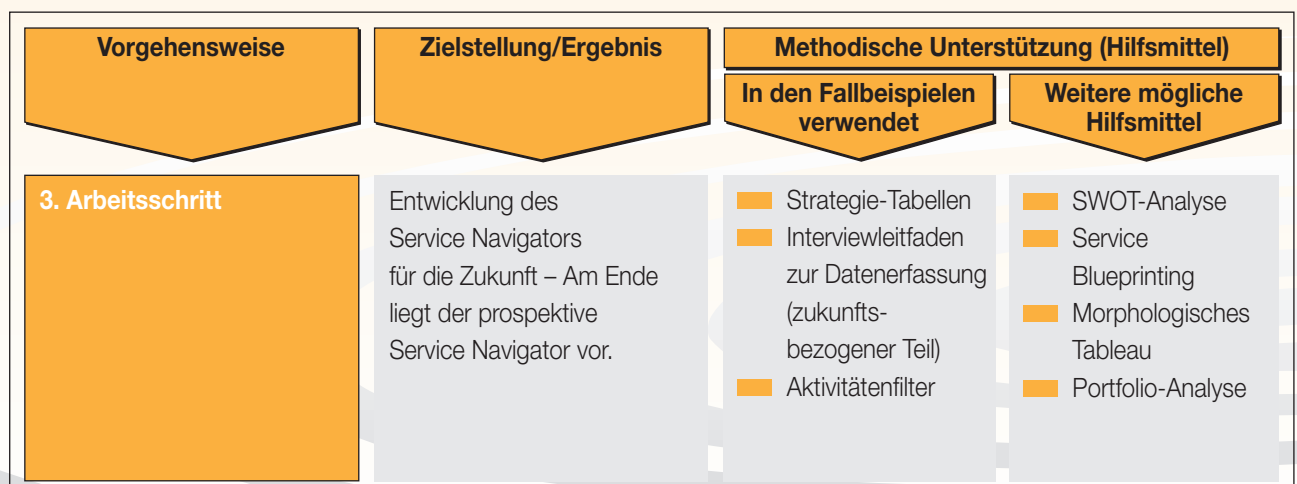 Vorgehensweise
Zielstellung/Ergebnis
Methodische Unterstützung (Hilfsmittel)
In den Fallbeispielen
verwendet
Weitere mögliche
Hilfsmittel
3. Arbeitsschritt
Entwicklung des
Service Navigators
für die Zukunft – Am Ende
liegt der prospektive
Service Navigator vor.
Strategie-Tabellen
Interviewleitfaden
zur Datenerfassung
(zukunfts-
bezogener Teil)
Aktivitätenfilter
SWOT-Analyse
Service
Blueprinting
Morphologisches
Tableau
Portfolio-Analyse